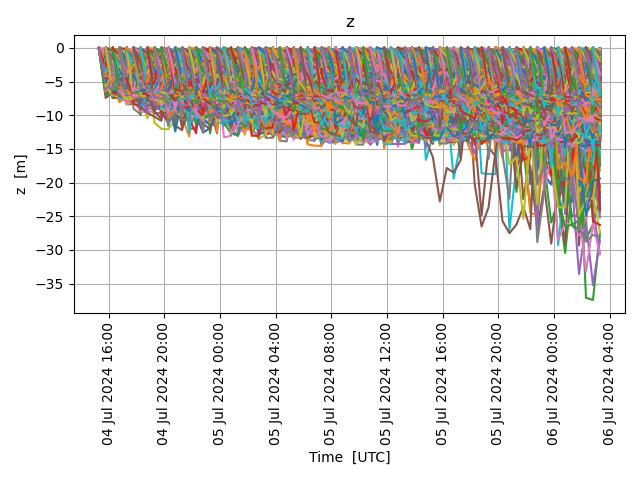 z
0
−5
−10
−15
−20
−25
−30
−35
z [m]
04 Jul 2024 16:00
04 Jul 2024 20:00
05 Jul 2024 00:00
05 Jul 2024 04:00
05 Jul 2024 08:00
05 Jul 2024 12:00
05 Jul 2024 16:00
05 Jul 2024 20:00
06 Jul 2024 00:00
06 Jul 2024 04:00
Time [UTC]